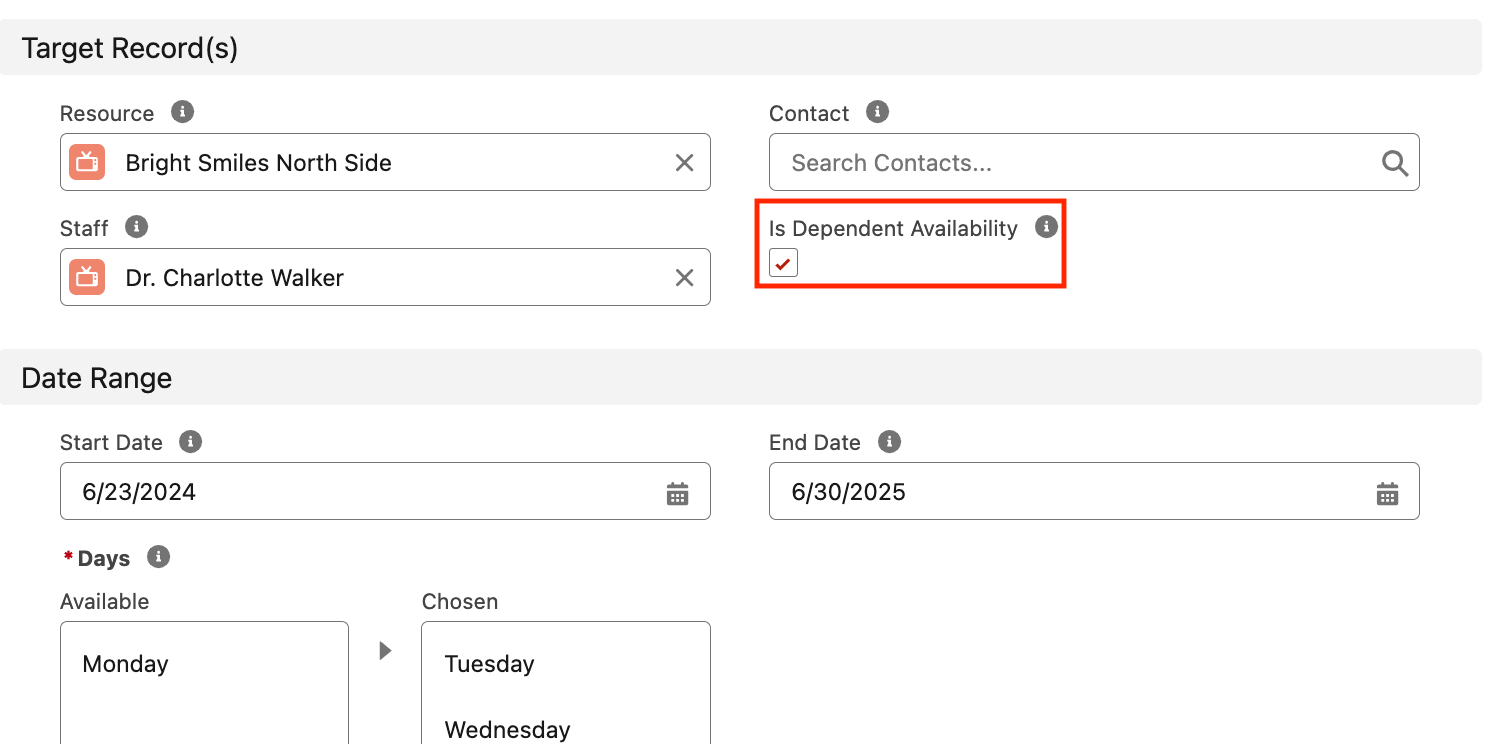 Target Record(s)
Resource
Contact
Bright Smiles North Side
Search Contacts...
Staff
Is Dependent Availability
Dr. Charlotte Walker
Date Range
Start Date
End Date
6/23/2024
6/30/2025
*Days
Available
Chosen
Monday
Tuesday
Wednesday